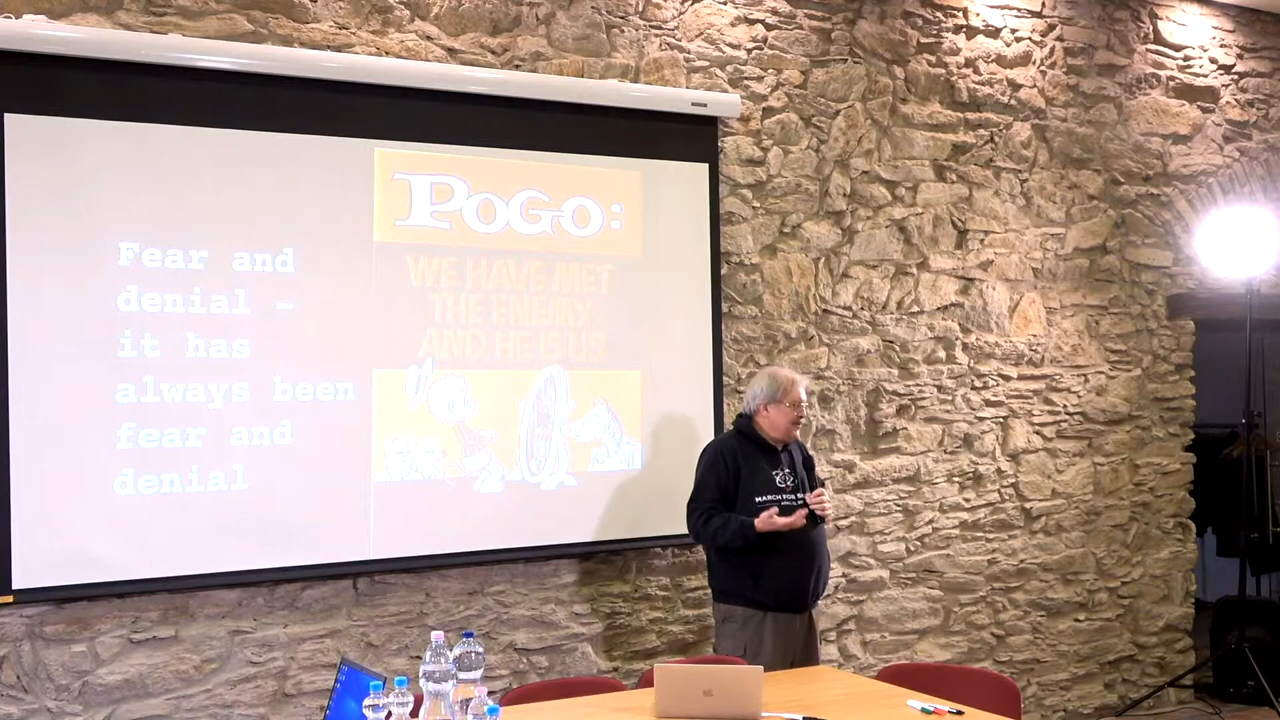 Fear and
denial -
it has
always been
fear and
denial
POGO:
WE HAVE MET
THE ENEMY
AND HE IS US
MARCH FOR